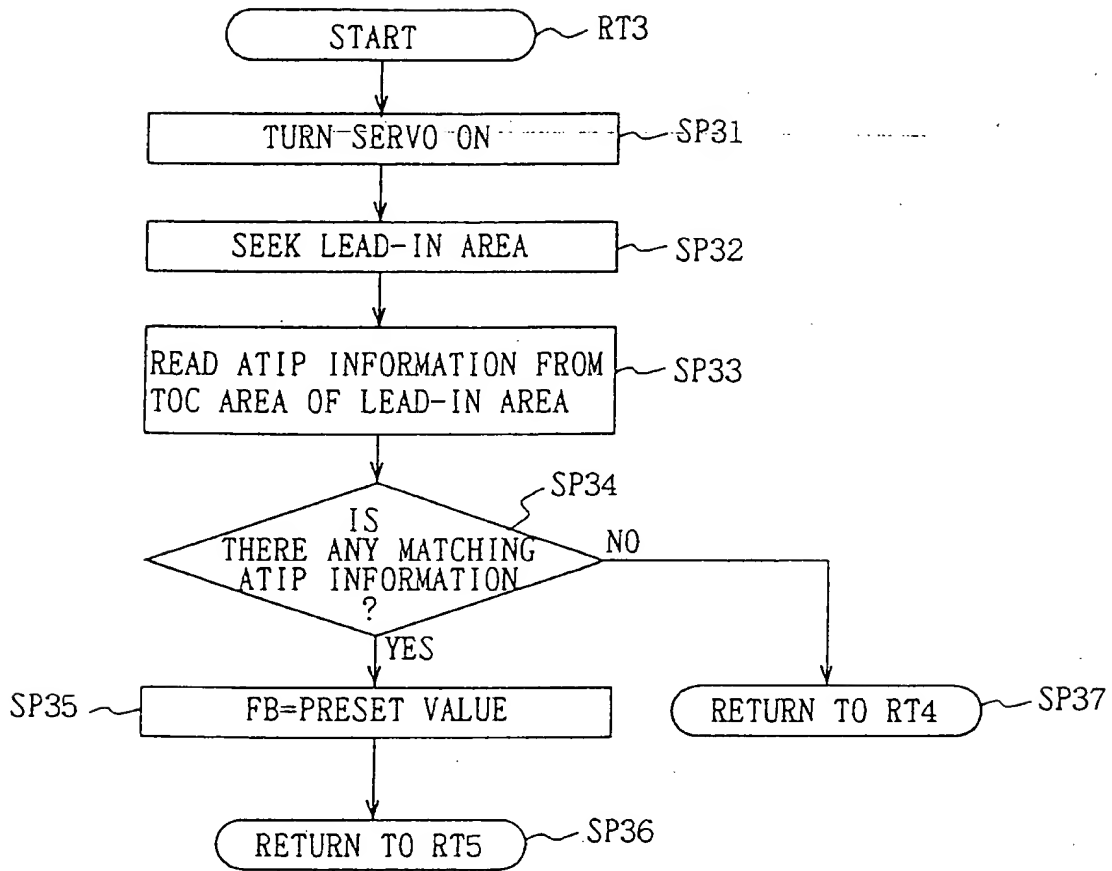 START
RT3
TURN SERVO ON
SP31
SEEK LEAD-IN AREA
SP32
READ ATIP INFORMATION FROM
TOC AREA OF LEAD-IN AREA
SP33
SP34
IS
THERE ANY MATCHING
ATIP INFORMATION
?
NO
YES
SP35
FB=PRESET VALUE
RETURN TO RT4
SP37
RETURN TO RT5
SP36